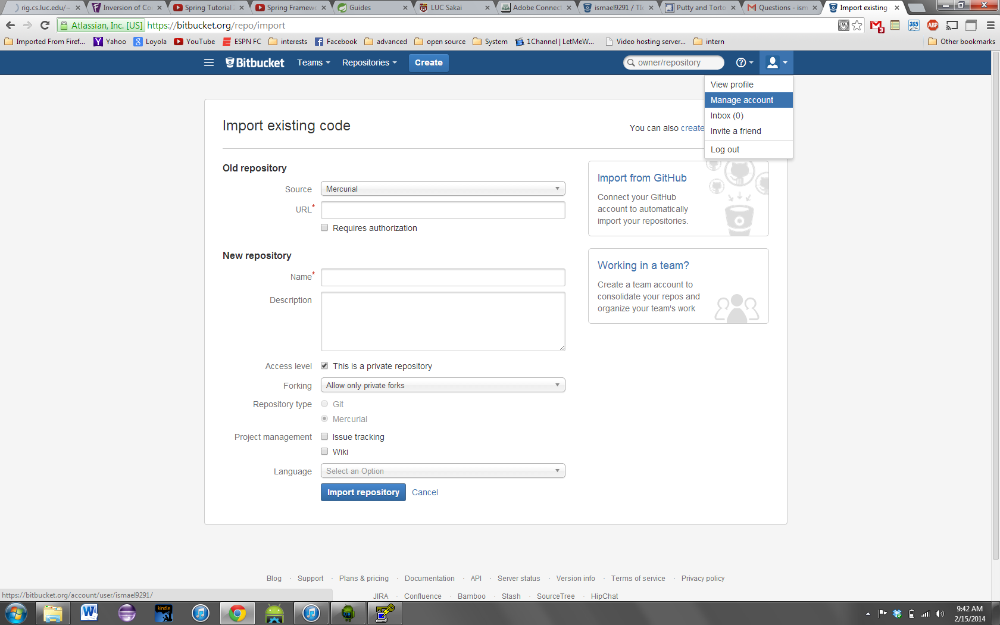 rig.cs.luc.edu/~
Inversion of Co
Spring Tutorial
Spring Framew
Guides
LUC Sakai
Adobe Connect
ismael9291 / TI
Putty and Torto
Questions - ism
Import existing
Atlassian, Inc. [US] https://bitbucket.org/repo/import
3
365
ABP
Imported From Firef...
Yahoo
Loyola
YouTube
ESPN FC
interests
Facebook
advanced
open source
System
1Channel | LetMeW...
Video hosting server...
intern
Other bookmarks
Bitbucket
Teams
Repositories
Create
owner/repository
View profile
Manage account
Inbox (0)
Invite a friend
Log out
Import existing code
You can also create
Old repository
Source
Mercurial
URL*
Requires authorization
New repository
Name*
Description
Access level
This is a private repository
Forking
Allow only private forks
Repository type
Git
Mercurial
Project management
Issue tracking
Wiki
Language
Select an Option
Import repository
Cancel
Import from GitHub
Connect your GitHub
account to automatically
import your repositories.
Working in a team?
Create a team account to
consolidate your repos and
organize your team's work
Blog · Support · Plans & pricing · Documentation · API · Server status · Version info · Terms of service · Privacy policy
JIRA · Confluence · Bamboo · Stash · SourceTree · HipChat
https://bitbucket.org/account/user/ismael9291/
kindle
9:42 AM
2/15/2014